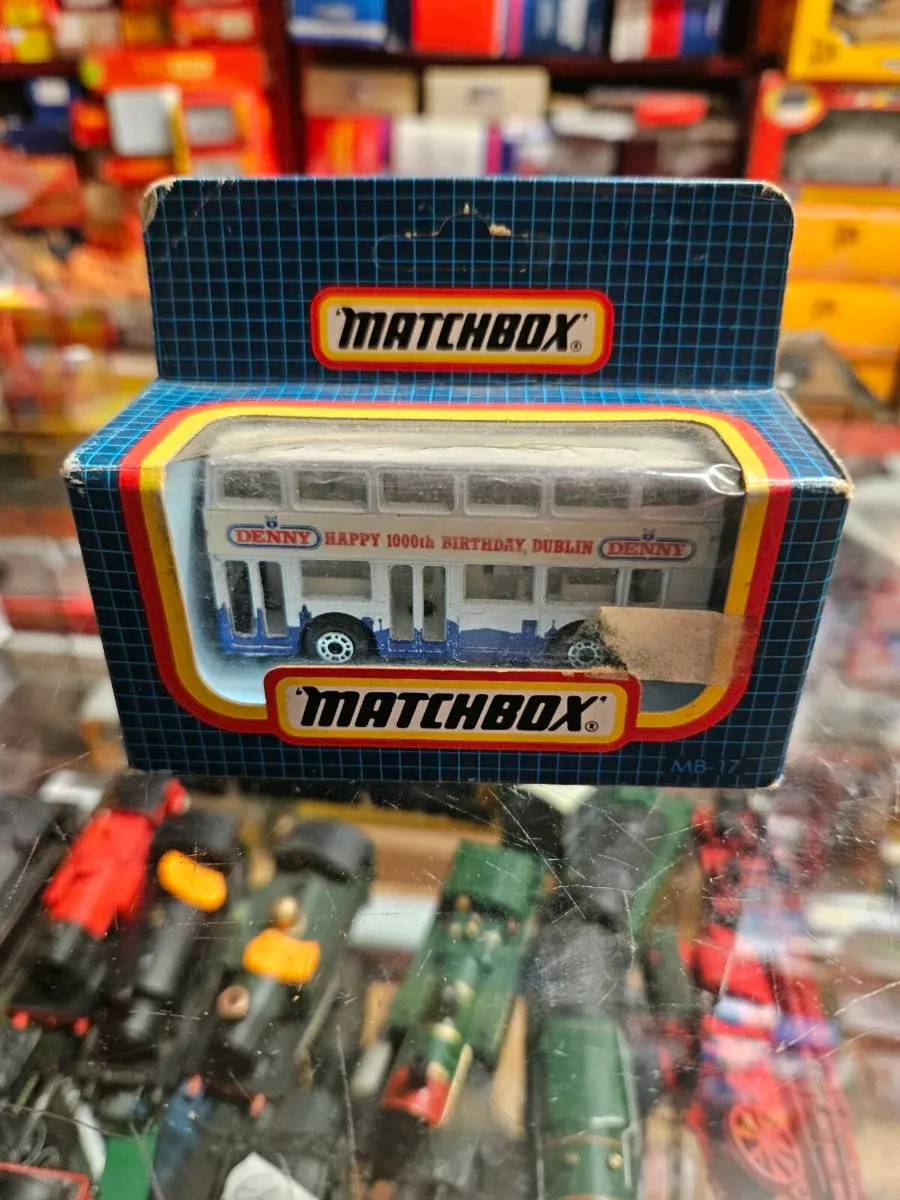 'MATCHBOX'®
DENNY HAPPY 1000th BIRTHDAY, DUBLIN DENNY
'MATCHBOX'®
MB-17